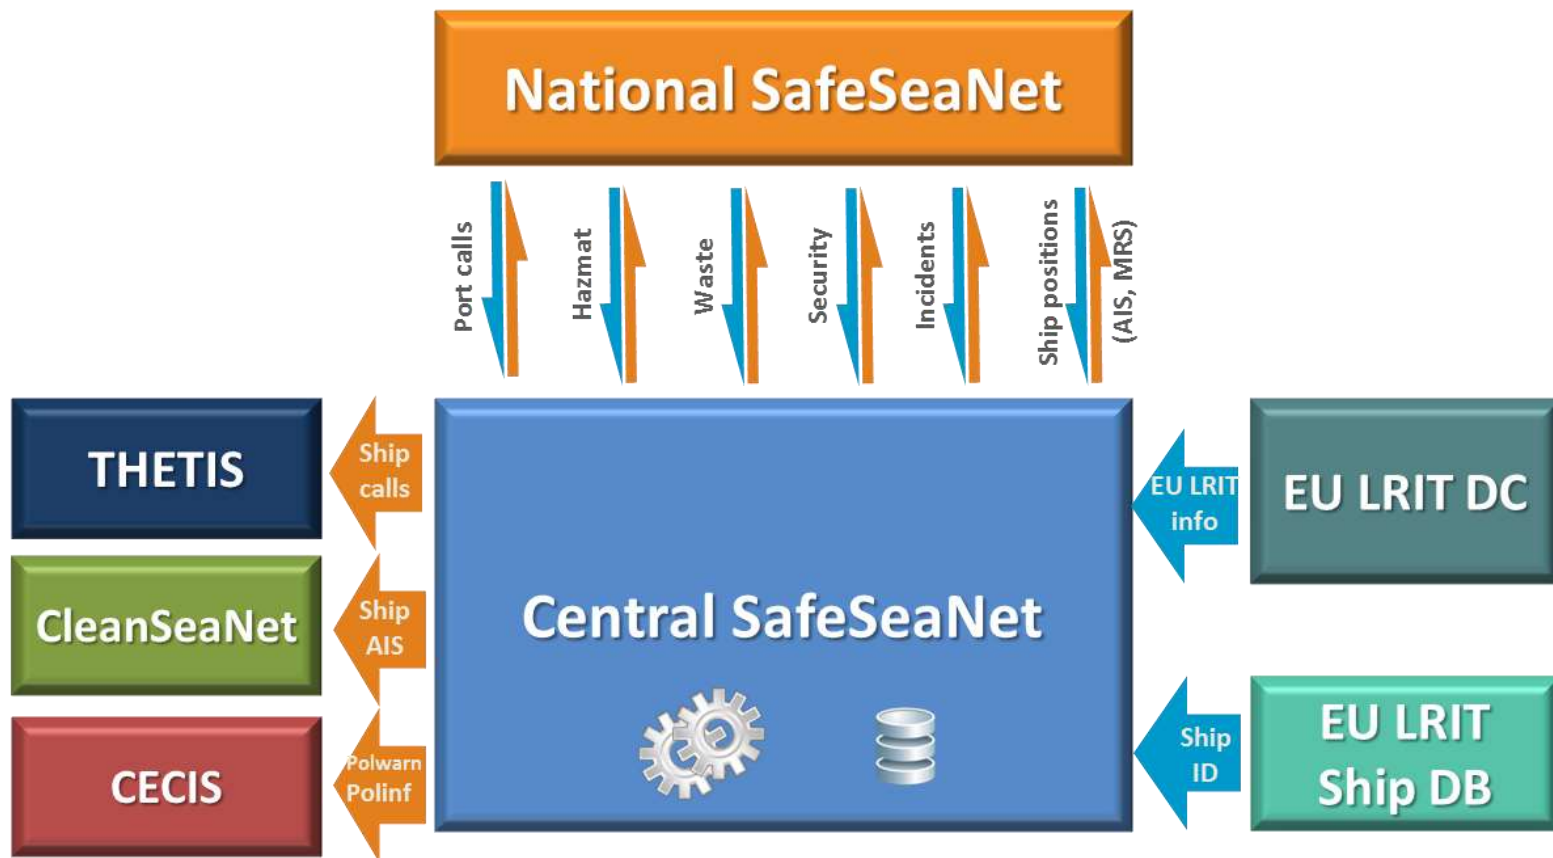 National SafeSeaNet
Port calls
Hazmat
Waste
Security
Incidents
Ship positions
(AIS, MRS)
THETIS
Ship
calls
CleanSeaNet
Ship
AIS
CECIS
Polwarn
Polinf
Central SafeSeaNet
EU LRIT
info
EU LRIT DC
Ship
ID
EU LRIT
Ship DB